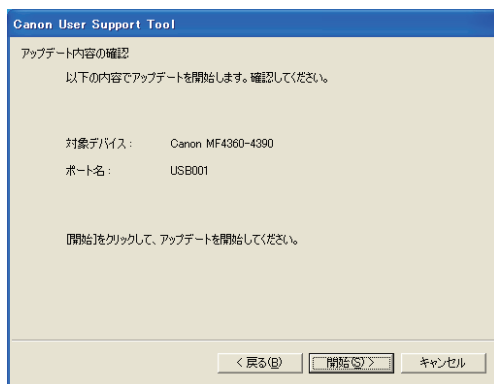 Canon User Support Tool
アップデート内容の確認
以下の内容でアップデートを開始します。確認してください。
対象デバイス： Canon MF4360-4390
ポート名： USB001
[開始]をクリックして、アップデートを開始してください。
< 戻る(B) 開始(S) > キャンセル